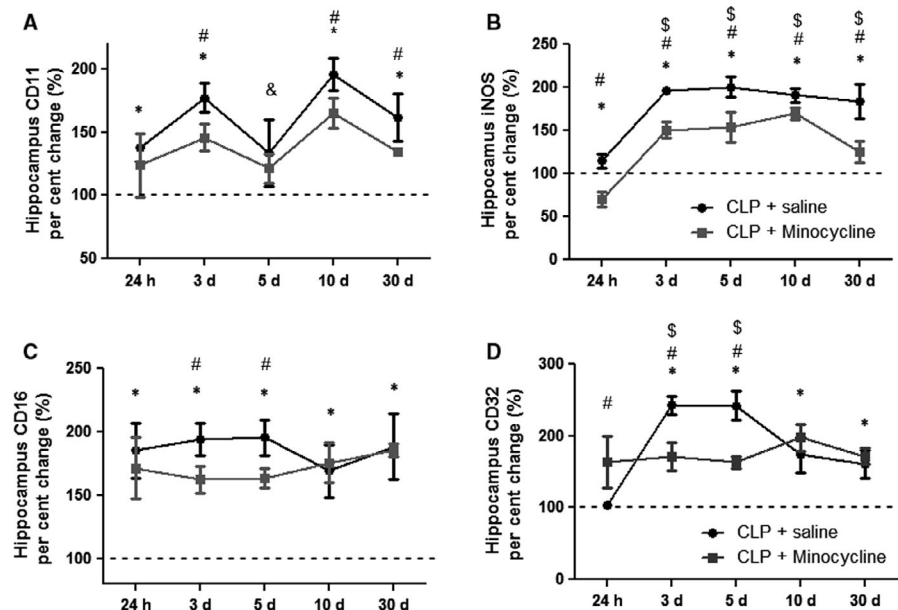 A
Hippocampus CD11
per cent change (%)
200
150
100
50
#
*
#
*
&
#
*
#
*
24 h 3 d 5 d 10 d 30 d
B
Hippocamus iNOS
per cent change (%)
250
200
150
100
50
0
$ $ $ $
# # # # #
* * * * *
CLP + saline
CLP + Minocycline
24 h 3 d 5 d 10 d 30 d
C
Hippocampus CD16
per cent change (%)
250
200
150
100
# #
* * * * *
24 h 3 d 5 d 10 d 30 d
D
Hippocampus CD32
per cent change (%)
300
200
100
0
$ $
# # #
* * * *
CLP + saline
CLP + Minocycline
24 h 3 d 5 d 10 d 30 d